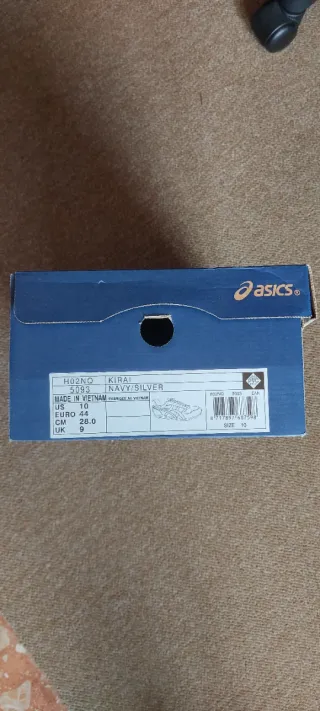 asics®
H02NQ KIRAI
5093 NAVY/SILVER
MADE IN VIETNAM
US 10
EURO 44
CM 28.0
UK 9
SIZE 10